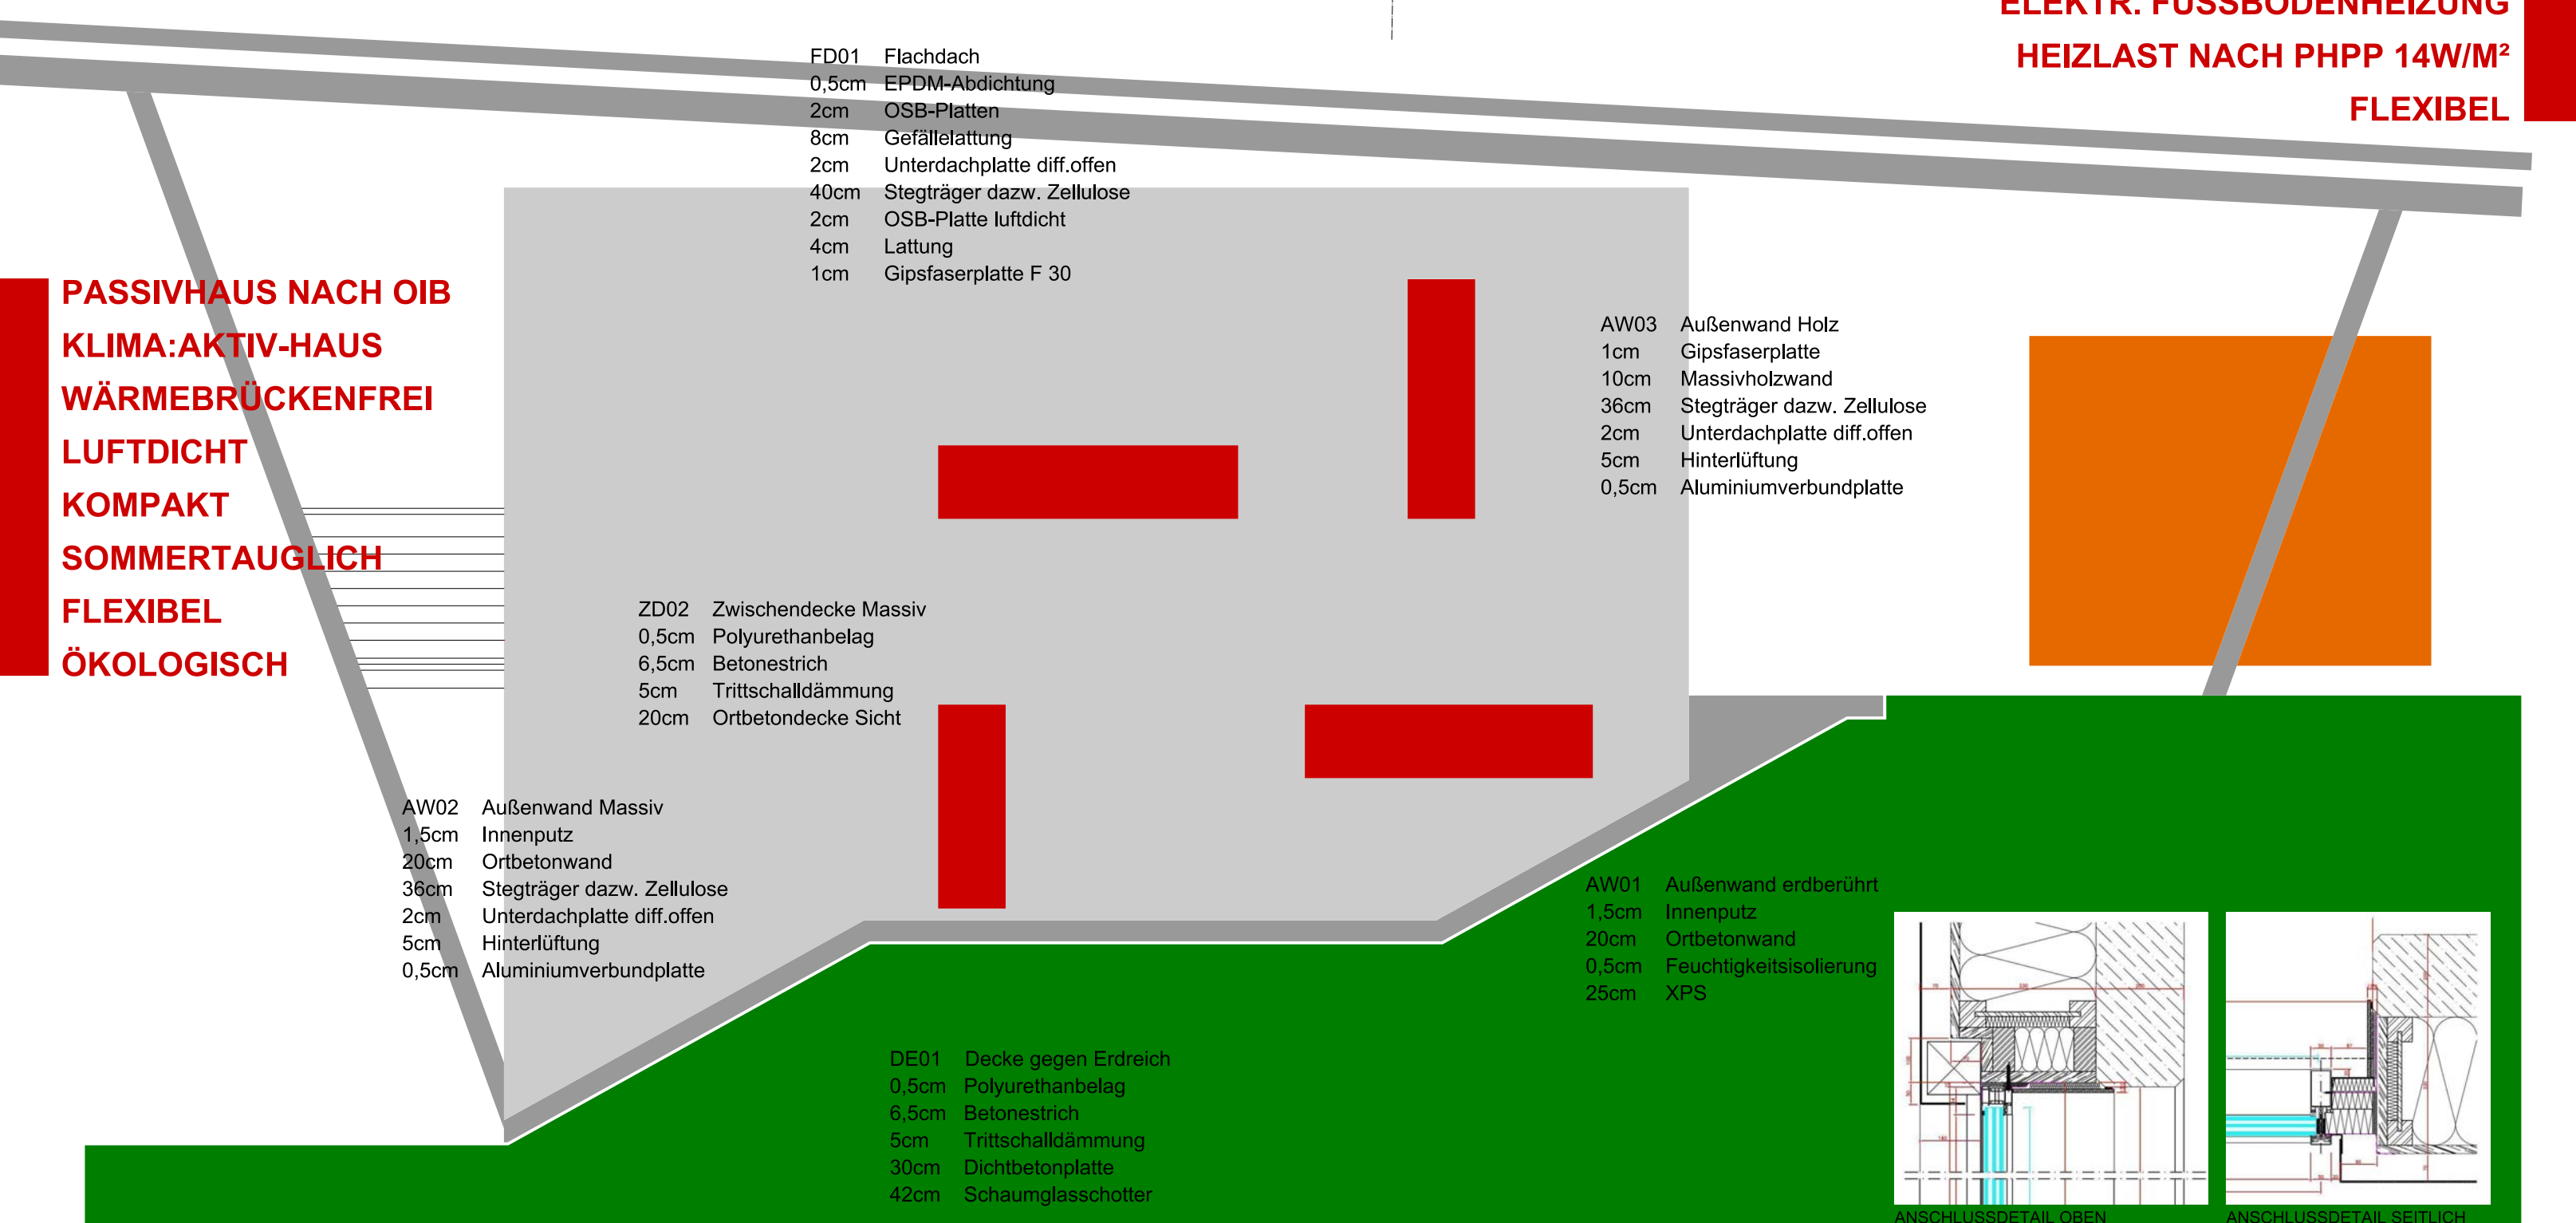 ELEKTR. FUSSBODENHEIZUNG
HEIZLAST NACH PHPP 14W/M²
FLEXIBEL
FD01 Flachdach
0,5cm EPDM-Abdichtung
2cm OSB-Platten
8cm Gefällelattung
2cm Unterdachplatte diff.offen
40cm Stegträger dazw. Zellulose
2cm OSB-Platte luftdicht
4cm Lattung
1cm Gipsfaserplatte F 30
PASSIVHAUS NACH OIB
KLIMA:AKTIV-HAUS
WÄRMEBRÜCKENFREI
LUFTDICHT
KOMPAKT
SOMMERTAUGLICH
FLEXIBEL
ÖKOLOGISCH
AW03 Außenwand Holz
1cm Gipsfaserplatte
10cm Massivholzwand
36cm Stegträger dazw. Zellulose
2cm Unterdachplatte diff.offen
5cm Hinterlüftung
0,5cm Aluminiumverbundplatte
ZD02 Zwischendecke Massiv
0,5cm Polyurethanbelag
6,5cm Betonestrich
5cm Trittschalldämmung
20cm Ortbetondecke Sicht
AW02 Außenwand Massiv
1,5cm Innenputz
20cm Ortbetonwand
36cm Stegträger dazw. Zellulose
2cm Unterdachplatte diff.offen
5cm Hinterlüftung
0,5cm Aluminiumverbundplatte
AW01 Außenwand erdberührt
1,5cm Innenputz
20cm Ortbetonwand
0,5cm Feuchtigkeitsisolierung
25cm XPS
DE01 Decke gegen Erdreich
0,5cm Polyurethanbelag
6,5cm Betonestrich
5cm Trittschalldämmung
30cm Dichtbetonplatte
42cm Schaumglasschotter
ANSCHLUSSDETAIL OBEN
ANSCHLUSSDETAIL SEITLICH